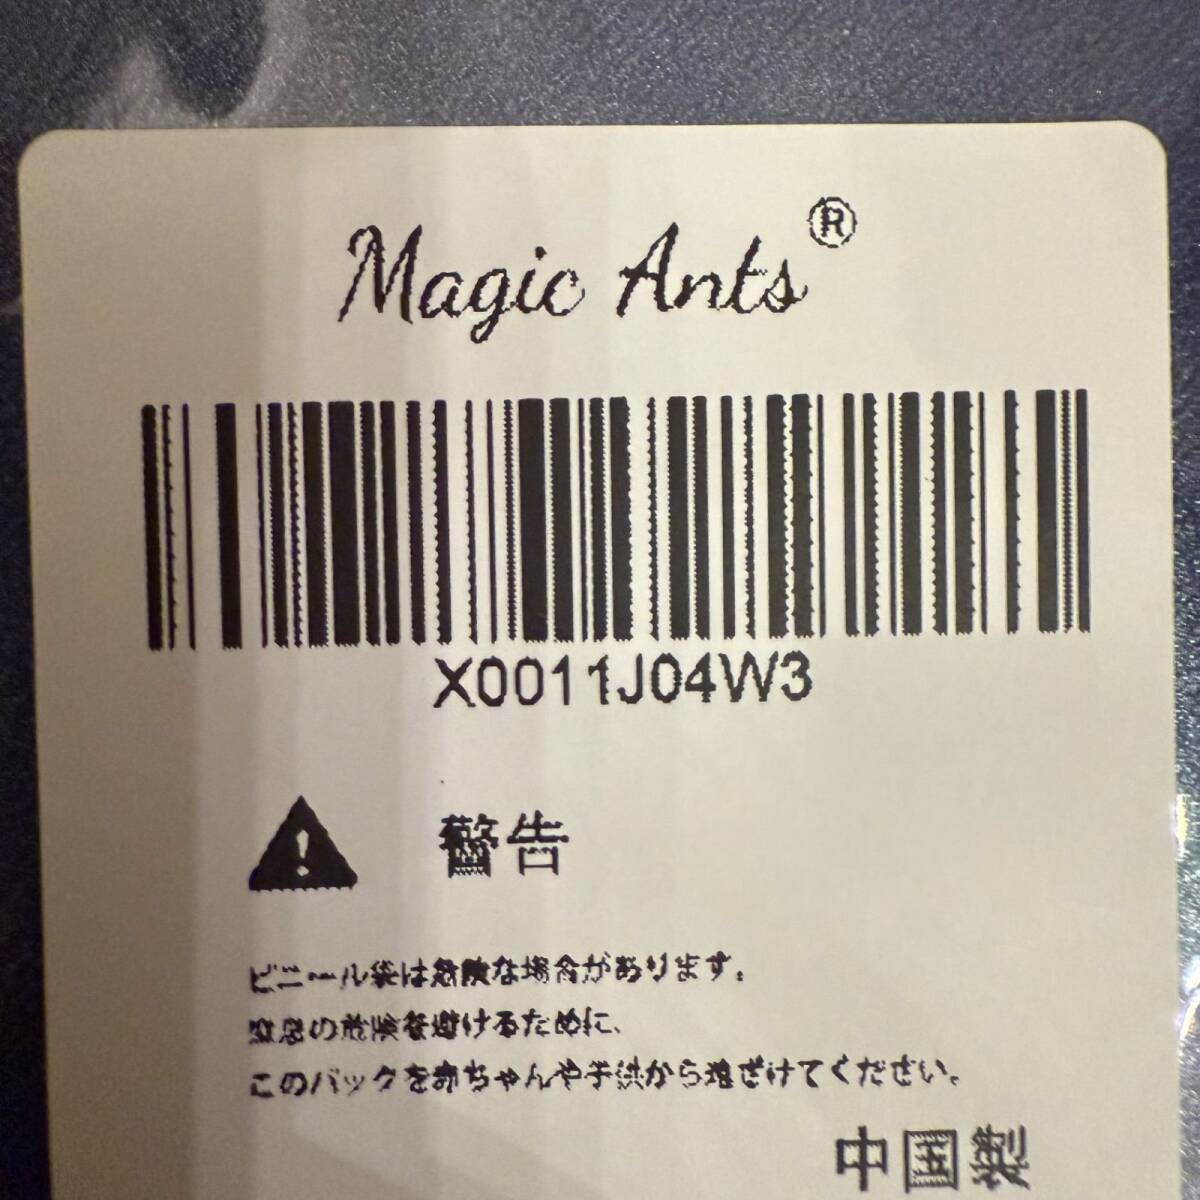 Magic Ants®
X0011J04W3
警告
ビニール袋は危険な場合があります。
窒息の危険を避けるために、
このバックを赤ちゃんや子供から遠ざけてください。
中国製